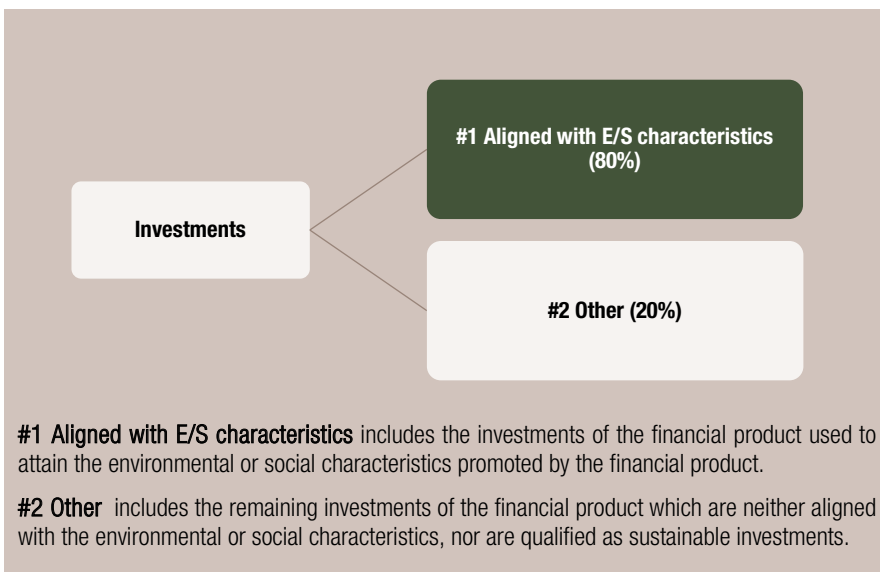 #1 Aligned with E/S characteristics
(80%)
Investments
#2 Other (20%)
#1 Aligned with E/S characteristics includes the investments of the financial product used to
attain the environmental or social characteristics promoted by the financial product.
#2 Other includes the remaining investments of the financial product which are neither aligned
with the environmental or social characteristics, nor are qualified as sustainable investments.